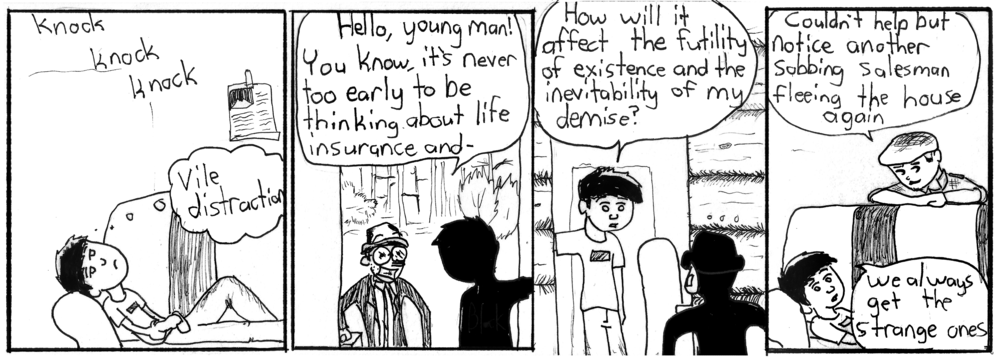 Knock
knock
knock
Vile
distraction
Hello, young man!
You know, it's never
too early to be
thinking about life
insurance and-
How will it
affect the futility
of existence and the
inevitability of my
demise?
Couldn't help but
notice another
sobbing salesman
fleeing the house
again
we always
get the
strange ones